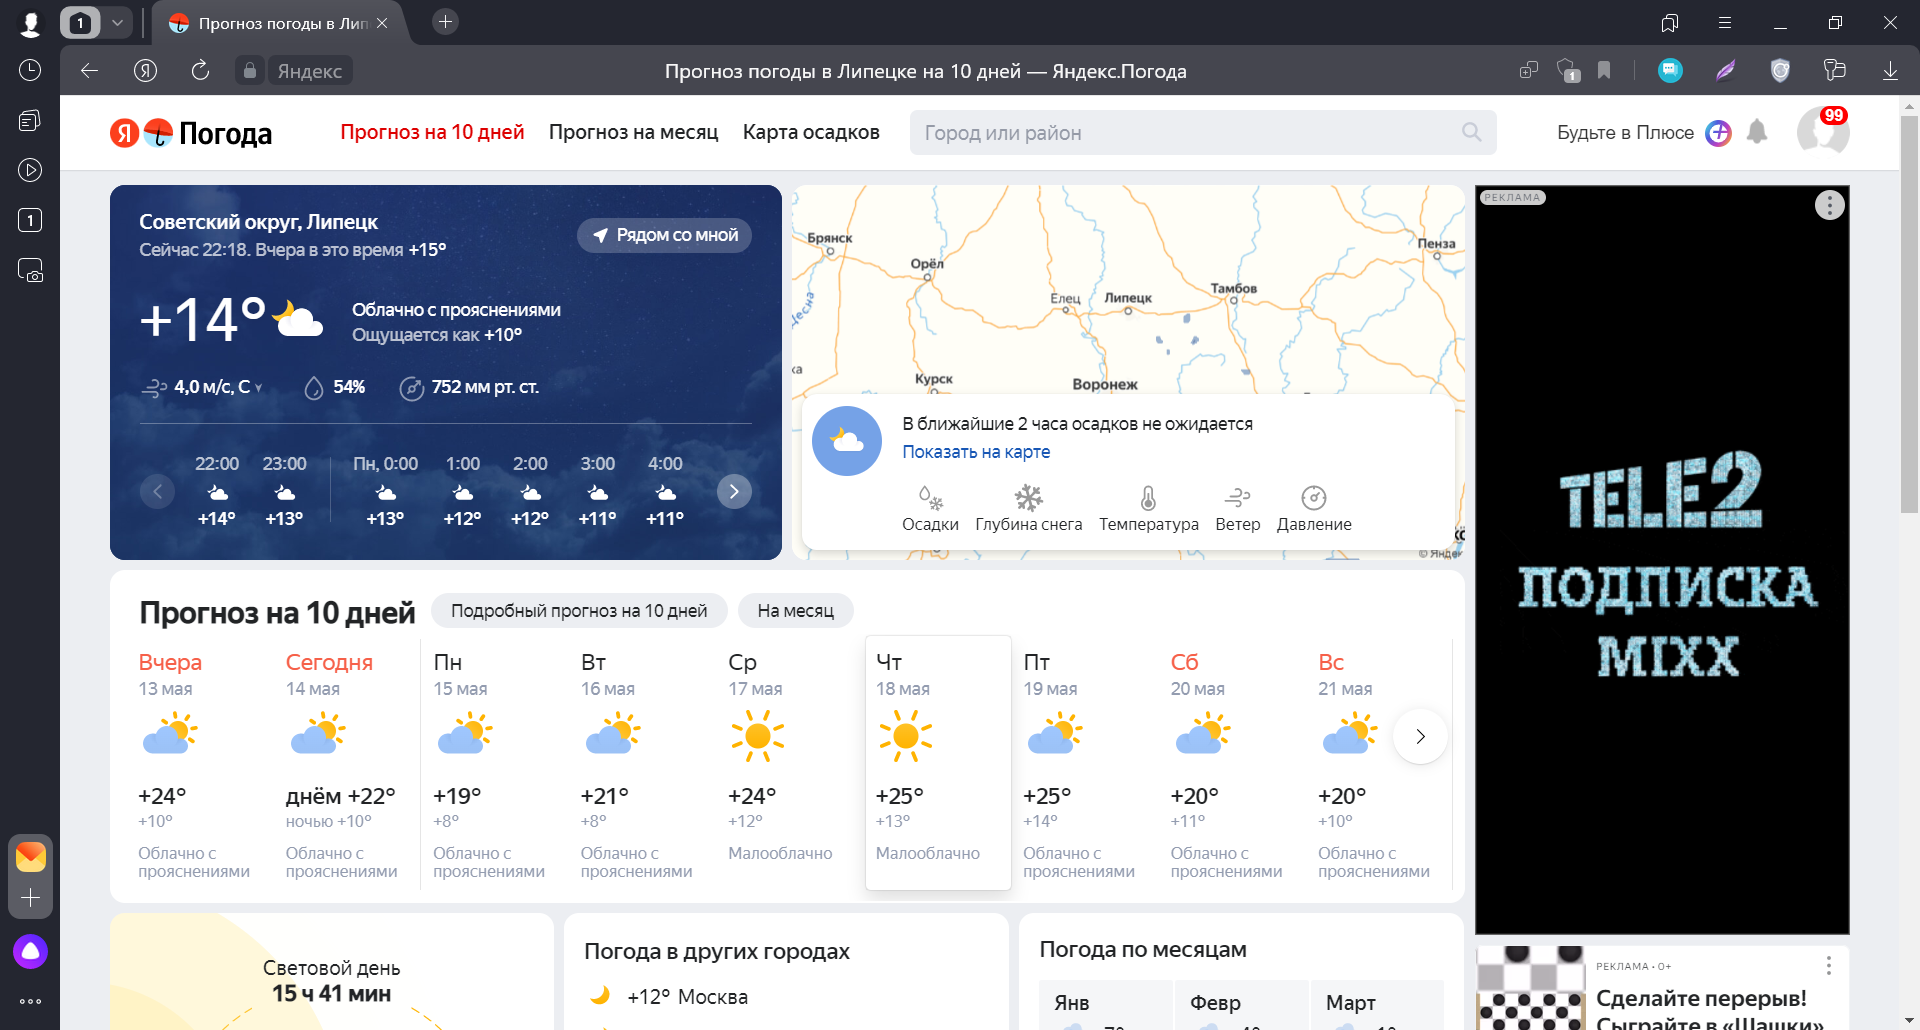 1
Прогноз погоды в Лип
Яндекс
Прогноз погоды в Липецке на 10 дней — Яндекс.Погода
1
1
Я Погода
Прогноз на 10 дней
Прогноз на месяц
Карта осадков
Город или район
Будьте в Плюсе
99
Советский округ, Липецк
Сейчас 22:18. Вчера в это время +15°
Рядом со мной
+14°
Облачно с прояснениями
Ощущается как +10°
4,0 м/с, С
54%
752 мм рт. ст.
22:00 23:00 Пн, 0:00 1:00 2:00 3:00 4:00
+14° +13° +13° +12° +12° +11° +11°
Брянск
Пенза
Орёл
Десна
Елец
Липецк
Тамбов
ка
Курск
Воронеж
В ближайшие 2 часа осадков не ожидается
Показать на карте
Осадки Глубина снега Температура Ветер Давление
© Яндек
РЕКЛАМА
TELE2
ПОДПИСКА
MIXX
Прогноз на 10 дней
Подробный прогноз на 10 дней
На месяц
Вчера Сегодня Пн Вт Ср Чт Пт Сб Вс
13 мая 14 мая 15 мая 16 мая 17 мая 18 мая 19 мая 20 мая 21 мая
+24° днём +22° +19° +21° +24° +25° +25° +20° +20°
+10° ночью +10° +8° +8° +12° +13° +14° +11° +10°
Облачно с Облачно с Облачно с Облачно с Малооблачно Малооблачно Облачно с Облачно с Облачно с
прояснениями прояснениями прояснениями прояснениями прояснениями прояснениями прояснениями
Световой день
15 ч 41 мин
Погода в других городах
+12° Москва
Погода по месяцам
Янв Февр Март
РЕКЛАМА • 0+
Сделайте перерыв!
Сыграйте в «Шашки»